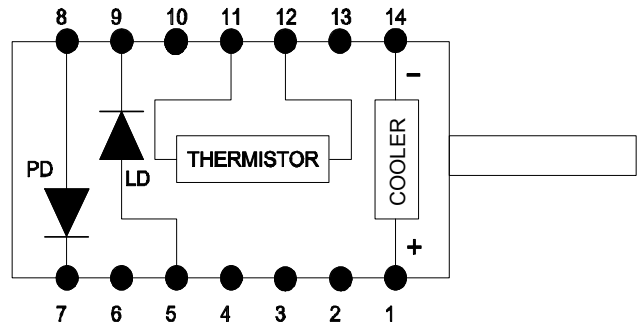 8 9 10 11 12 13 14
−
THERMISTOR
COOLER
PD
LD
+
7 6 5 4 3 2 1